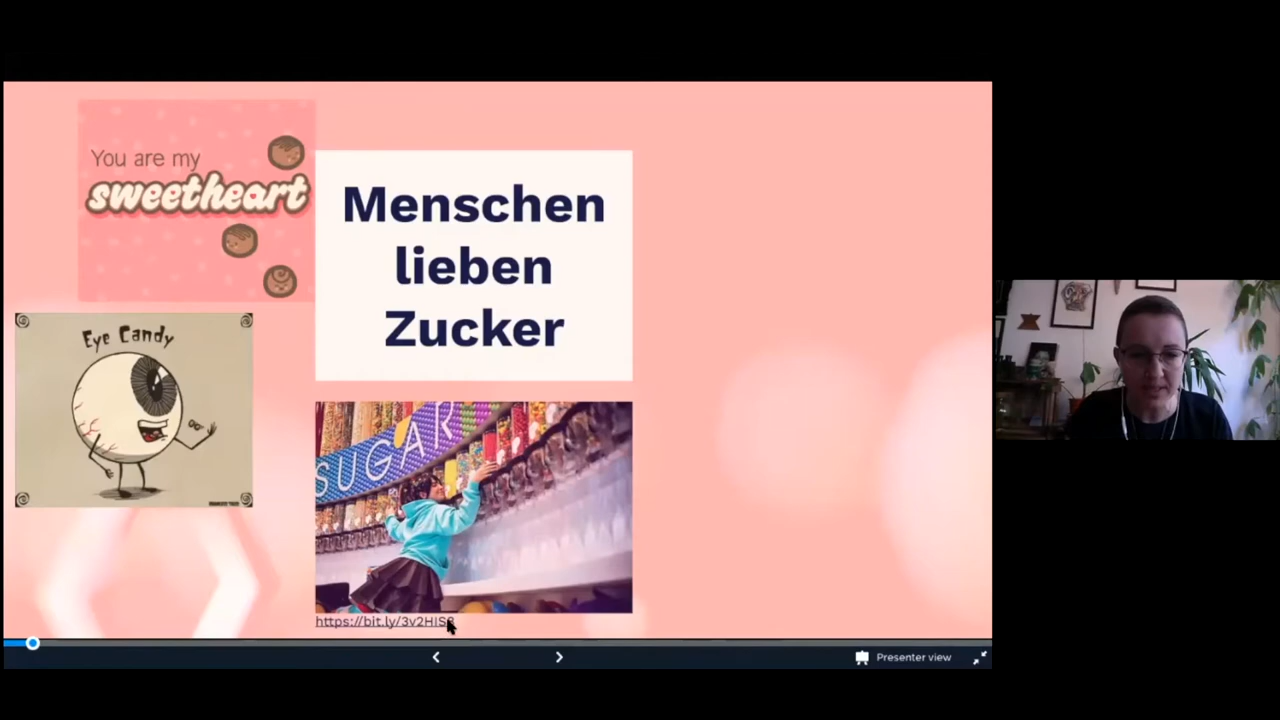 You are my
sweetheart
Menschen
lieben
Zucker
Eye Candy
SUGAR
Presenter view